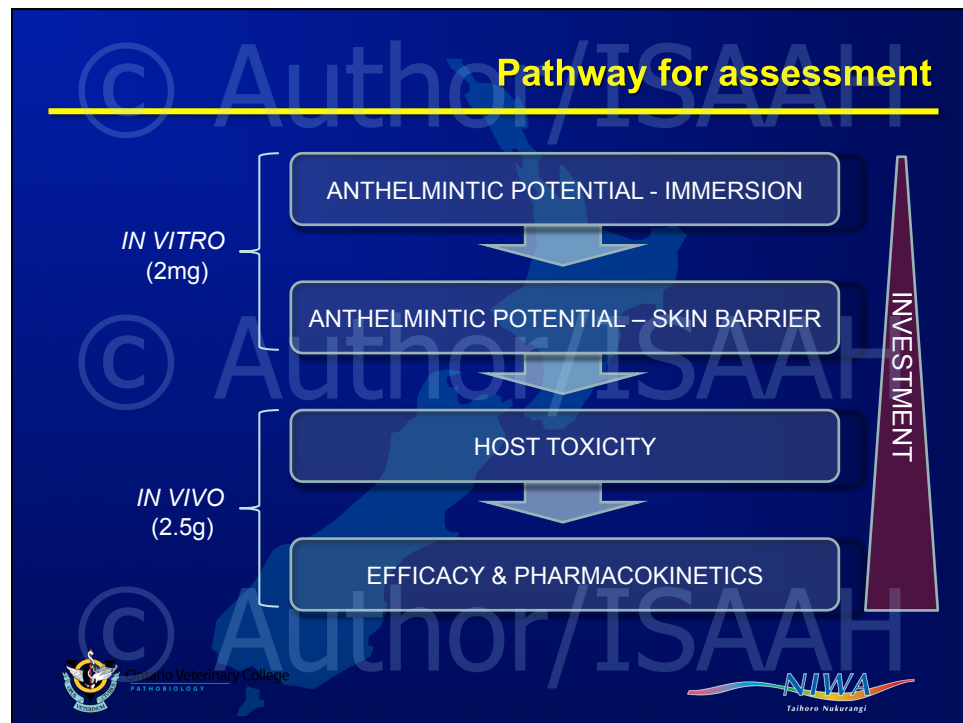 Pathway for assessment
© Author/ISAAH
ANTHELMINTIC POTENTIAL - IMMERSION
IN VITRO
(2mg)
ANTHELMINTIC POTENTIAL – SKIN BARRIER
© Author/ISAAH
INVESTMENT
HOST TOXICITY
IN VIVO
(2.5g)
EFFICACY & PHARMACOKINETICS
© Author/ISAAH
Ontario Veterinary College
PATHOBIOLOGY
NIWA
Taihoro Nukurangi